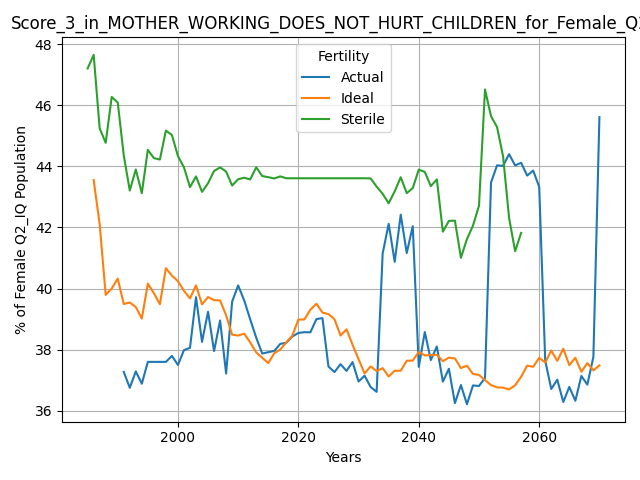 Score_3_in_MOTHER_WORKING_DOES_NOT_HURT_CHILDREN_for_Female_Q
Fertility
Actual
Ideal
Sterile
% of Female Q2_IQ Population
48
46
44
42
40
38
36
2000
2020
2040
2060
Years